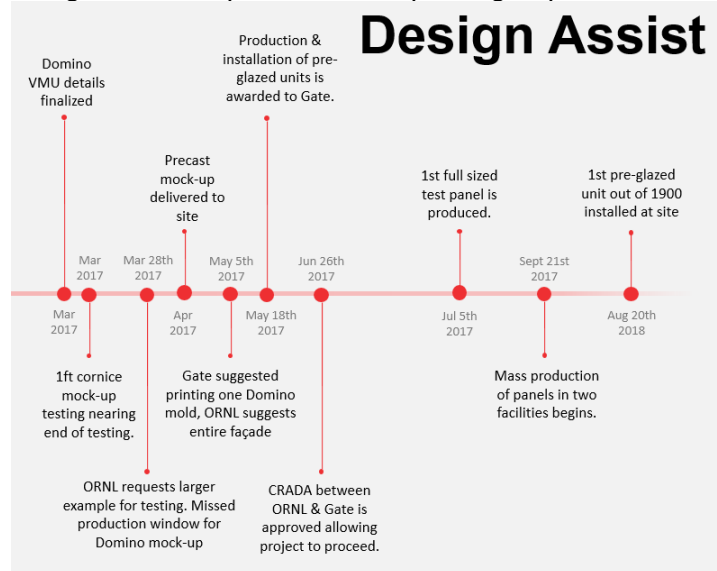 Design Assist
Domino
VMU details
finalized
Production &
installation of pre-
glazed units is
awarded to Gate.
Precast
mock-up
delivered to
site
1st full sized
test panel is
produced.
1st pre-glazed
unit out of 1900
installed at site
Mar
2017
Mar 28th
2017
May 5th
2017
Jun 26th
2017
Sept 21st
2017
Mar
2017
Apr
2017
May 18th
2017
Jul 5th
2017
Aug 20th
2018
1ft cornice
mock-up
testing nearing
end of testing.
Gate suggested
printing one Domino
mold, ORNL suggests
entire façade
Mass production
of panels in two
facilities begins.
ORNL requests larger
example for testing. Missed
production window for
Domino mock-up
CRADA between
ORNL & Gate is
approved allowing
project to proceed.